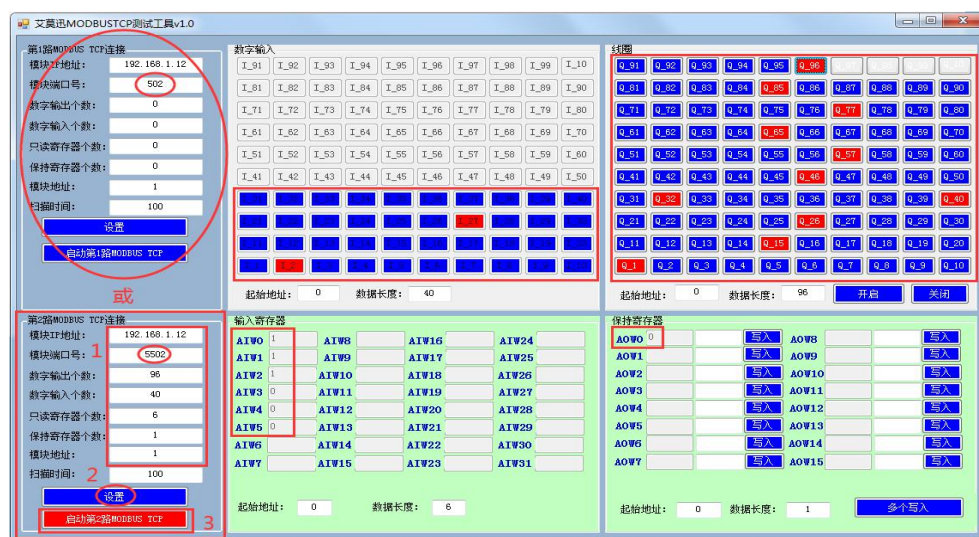 艾莫迅MODBUSTCP测试工具v1.0
第1路MODBUS TCP连接
模块IP地址: 192.168.1.12
模块端口号: 502
数字输出个数: 0
数字输入个数: 0
只读寄存器个数: 0
保持寄存器个数: 0
模块地址: 1
扫描时间: 100
设置
启动第1路MODBUS TCP
或
第2路MODBUS TCP连接
模块IP地址: 192.168.1.12
1
模块端口号: 5502
数字输出个数: 96
数字输入个数: 40
只读寄存器个数: 6
保持寄存器个数: 1
模块地址: 1
扫描时间: 100
2
设置
启动第2路MODBUS TCP
3
数字输入
I_91 I_92 I_93 I_94 I_95 I_96 I_97 I_98 I_99 I_10
I_81 I_82 I_83 I_84 I_85 I_86 I_87 I_88 I_89 I_90
I_71 I_72 I_73 I_74 I_75 I_76 I_77 I_78 I_79 I_80
I_61 I_62 I_63 I_64 I_65 I_66 I_67 I_68 I_69 I_70
I_51 I_52 I_53 I_54 I_55 I_56 I_57 I_58 I_59 I_60
I_41 I_42 I_43 I_44 I_45 I_46 I_47 I_48 I_49 I_50
I_27
I_2
起始地址: 0 数据长度: 40
线圈
Q_91 Q_92 Q_93 Q_94 Q_95 Q_96
Q_81 Q_82 Q_83 Q_84 Q_85 Q_86 Q_87 Q_88 Q_89 Q_90
Q_71 Q_72 Q_73 Q_74 Q_75 Q_76 Q_77 Q_78 Q_79 Q_80
Q_61 Q_62 Q_63 Q_64 Q_65 Q_66 Q_67 Q_68 Q_69 Q_70
Q_51 Q_52 Q_53 Q_54 Q_55 Q_56 Q_57 Q_58 Q_59 Q_60
Q_41 Q_42 Q_43 Q_44 Q_45 Q_46 Q_47 Q_48 Q_49 Q_50
Q_31 Q_32 Q_33 Q_34 Q_35 Q_36 Q_37 Q_38 Q_39 Q_40
Q_21 Q_22 Q_23 Q_24 Q_25 Q_26 Q_27 Q_28 Q_29 Q_30
Q_11 Q_12 Q_13 Q_14 Q_15 Q_16 Q_17 Q_18 Q_19 Q_20
Q_1 Q_2 Q_3 Q_4 Q_5 Q_6 Q_7 Q_8 Q_9 Q_10
起始地址: 0 数据长度: 96 开启 关闭
输入寄存器
AIW0 1 AIW8 AIW16 AIW24
AIW1 1 AIW9 AIW17 AIW25
AIW2 1 AIW10 AIW18 AIW26
AIW3 0 AIW11 AIW19 AIW27
AIW4 0 AIW12 AIW20 AIW28
AIW5 0 AIW13 AIW21 AIW29
AIW6 AIW14 AIW22 AIW30
AIW7 AIW15 AIW23 AIW31
起始地址: 0 数据长度: 6
保持寄存器
AOW0 0 写入 AOW8 写入
AOW1 写入 AOW9 写入
AOW2 写入 AOW10 写入
AOW3 写入 AOW11 写入
AOW4 写入 AOW12 写入
AOW5 写入 AOW13 写入
AOW6 写入 AOW14 写入
AOW7 写入 AOW15 写入
起始地址: 0 数据长度: 1 多个写入